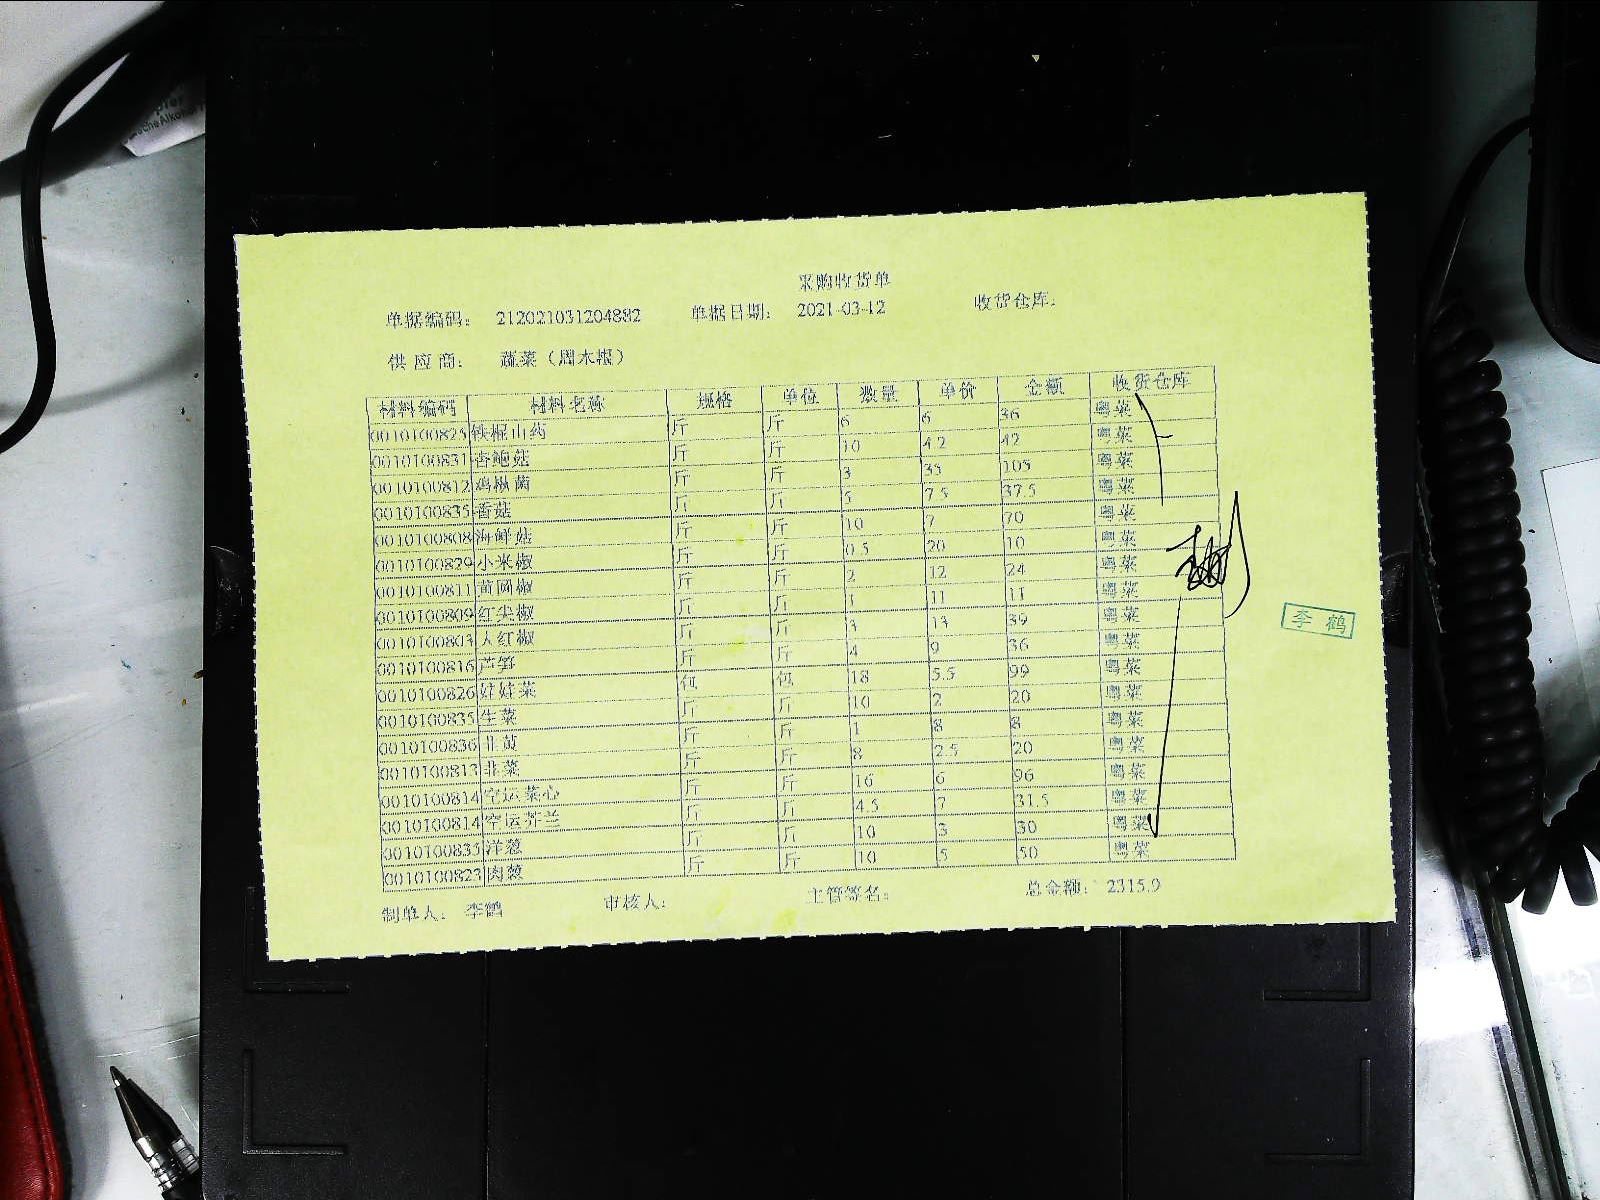 采购收货单
单据编码: 212021031204882 单据日期: 2021-03-12 收货仓库:
供应商: 蔬菜（周木根）
材料编码 材料名称 规格 单位 数量 单价 金额 收货仓库
0010100825 铁棍山药 斤 斤 6 6 36 粤菜
0010100831 杏鲍菇 斤 斤 10 4.2 42 粤菜
0010100812 鸡枞菌 斤 斤 3 35 105 粤菜
0010100835 香菇 斤 斤 5 7.5 37.5 粤菜
0010100808 海鲜菇 斤 斤 10 7 70 粤菜
0010100829 小米椒 斤 斤 0.5 20 10 粤菜
0010100811 黄圆椒 斤 斤 2 12 24 粤菜
0010100809 红尖椒 斤 斤 1 11 11 粤菜
0010100803 大红椒 斤 斤 3 13 39 粤菜
0010100816 芦笋 斤 斤 4 9 36 粤菜
0010100826 娃娃菜 包 包 18 5.5 99 粤菜
0010100835 生菜 斤 斤 10 2 20 粤菜
0010100836 韭黄 斤 斤 1 8 8 粤菜
0010100813 韭菜 斤 斤 8 2.5 20 粤菜
0010100814 空运菜心 斤 斤 16 6 96 粤菜
0010100814 空运芥兰 斤 斤 4.5 7 31.5 粤菜
0010100835 洋葱 斤 斤 10 3 30 粤菜
0010100823 肉葱 斤 斤 10 5 50 粤菜
制单人: 李鹤 审核人: 主管签名: 总金额: 2315.9
李鹤